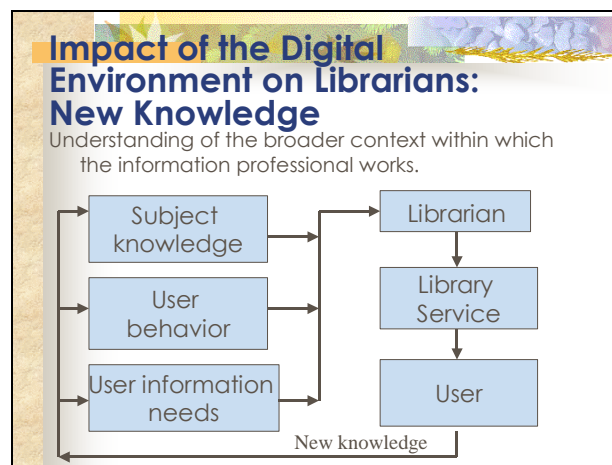 Impact of the Digital
Environment on Librarians:
New Knowledge
Understanding of the broader context within which
the information professional works.
Subject
knowledge
User
behavior
User information
needs
Librarian
Library
Service
User
New knowledge